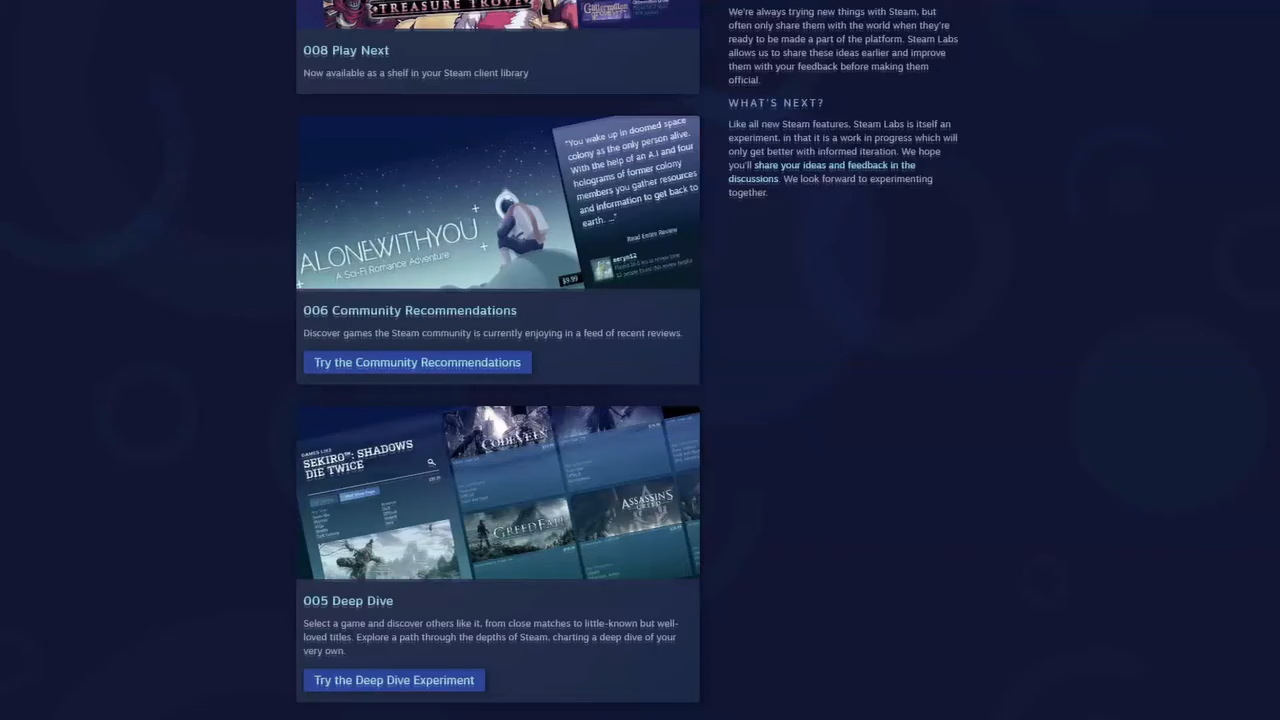 TREASURE TROVE
008 Play Next
Now available as a shelf in your Steam client library
"You wake up in doomed space
colony as the only person alive.
With the help of an A.I and four
holograms of former colony
members you gather resources
and information to get back to
earth. ..."
Read Entire Review
ALONEWITHYOU
A Sci-Fi Romance Adventure
$9.99
006 Community Recommendations
Discover games the Steam community is currently enjoying in a feed of recent reviews.
Try the Community Recommendations
GAMES LIKE
SEKIRO™: SHADOWS
DIE TWICE
CODE VEIN
GREEDFALL
ASSASSIN'S
CREED
005 Deep Dive
Select a game and discover others like it, from close matches to little-known but well-
loved titles. Explore a path through the depths of Steam, charting a deep dive of your
very own.
Try the Deep Dive Experiment
We're always trying new things with Steam, but
often only share them with the world when they're
ready to be made a part of the platform. Steam Labs
allows us to share these ideas earlier and improve
them with your feedback before making them
official.
WHAT'S NEXT?
Like all new Steam features, Steam Labs is itself an
experiment, in that it is a work in progress which will
only get better with informed iteration. We hope
you'll share your ideas and feedback in the
discussions. We look forward to experimenting
together.